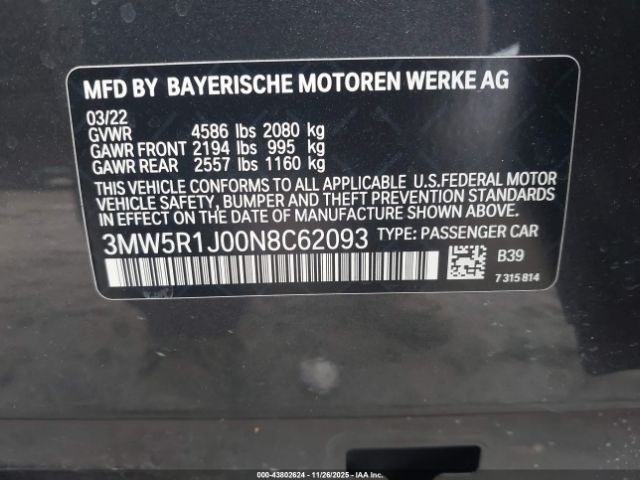 MFD BY BAYERISCHE MOTOREN WERKE AG
03/22
GVWR 4586 lbs 2080 kg
GAWR FRONT 2194 lbs 995 kg
GAWR REAR 2557 lbs 1160 kg
THIS VEHICLE CONFORMS TO ALL APPLICABLE U.S.FEDERAL MOTOR
VEHICLE SAFETY, BUMPER AND THEFT PREVENTION STANDARDS
IN EFFECT ON THE DATE OF MANUFACTURE SHOWN ABOVE.
3MW5R1J00N8C62093 TYPE: PASSENGER CAR
B39
7 315 814
000-43802624 | 11/26/2025 | Copyright © IAA, LLC